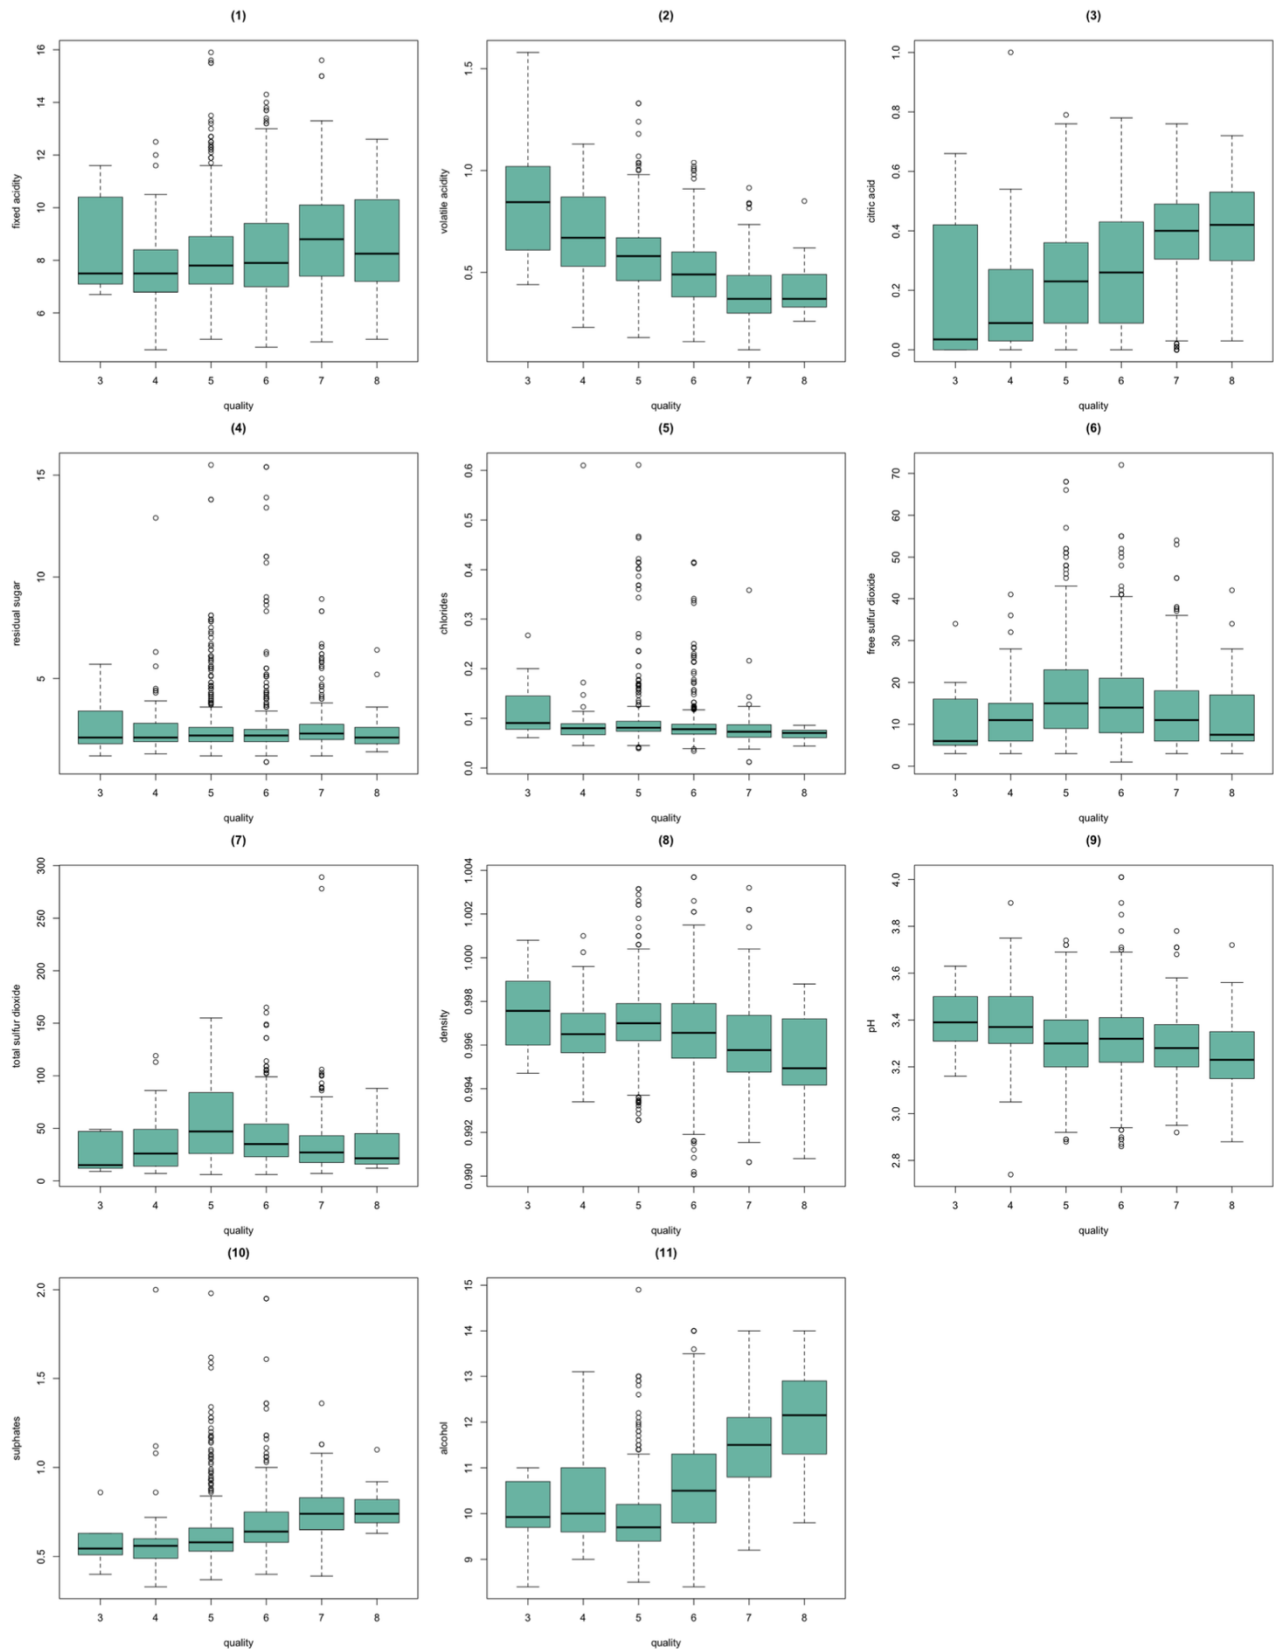 (1)
fixed acidity
16
14
12
10
8
6
3 4 5 6 7 8
quality
(2)
volatile acidity
1.5
1.0
0.5
3 4 5 6 7 8
quality
(3)
citric acid
1.0
0.8
0.6
0.4
0.2
0.0
3 4 5 6 7 8
quality
(4)
residual sugar
15
10
5
3 4 5 6 7 8
quality
(5)
chlorides
0.6
0.5
0.4
0.3
0.2
0.1
0.0
3 4 5 6 7 8
quality
(6)
free sulfur dioxide
70
60
50
40
30
20
10
0
3 4 5 6 7 8
quality
(7)
total sulfur dioxide
300
250
200
150
100
50
0
3 4 5 6 7 8
quality
(8)
density
1.004
1.002
1.000
0.998
0.996
0.994
0.992
0.990
3 4 5 6 7 8
quality
(9)
pH
4.0
3.8
3.6
3.4
3.2
3.0
2.8
3 4 5 6 7 8
quality
(10)
sulphates
2.0
1.5
1.0
0.5
3 4 5 6 7 8
quality
(11)
alcohol
15
14
13
12
11
10
9
3 4 5 6 7 8
quality